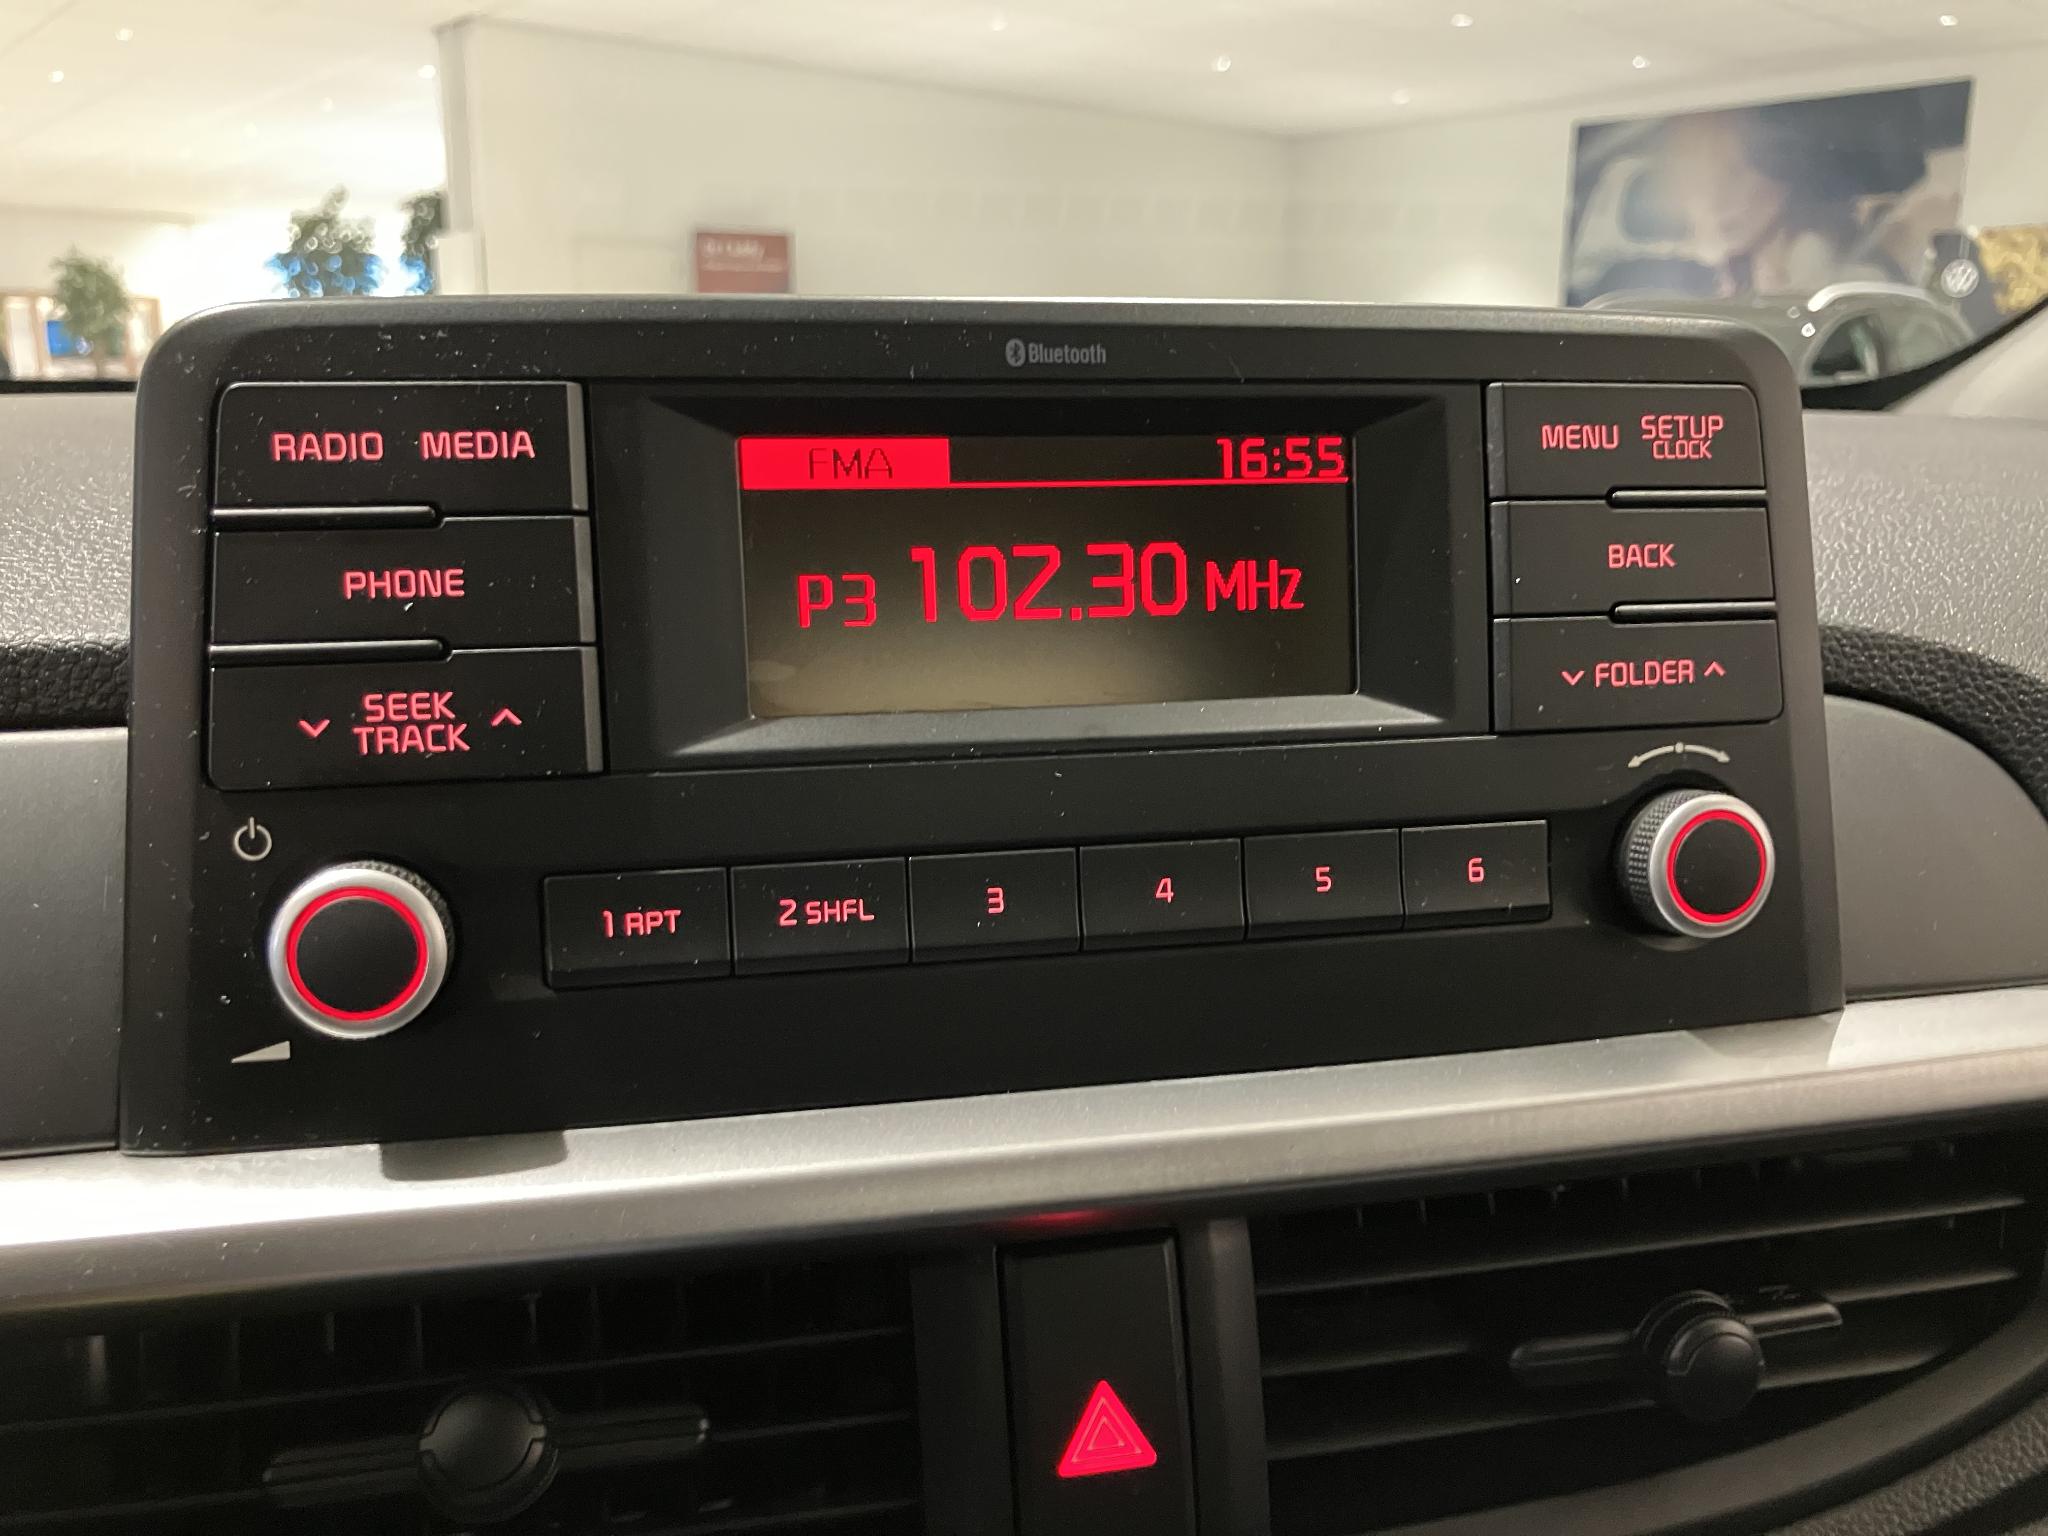 Bluetooth
RADIO MEDIA
PHONE
SEEK
TRACK
FMA 16:55
P3 102.30 MHz
MENU SETUP
CLOCK
BACK
FOLDER
1 RPT 2 SHFL 3 4 5 6